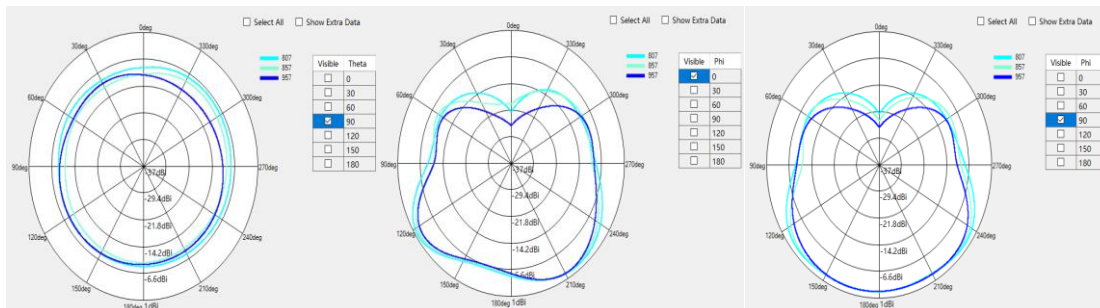 Select All Show Extra Data
0deg
30deg 330deg
60deg 300deg
90deg 270deg
120deg 240deg
150deg 210deg
180deg 1dBi
-37dBi
-29.4dBi
-21.8dBi
-14.2dBi
-6.6dBi
807
857
957
Visible Theta
0
30
60
90
120
150
180
Select All Show Extra Data
0deg
30deg 330deg
60deg 300deg
90deg 270deg
120deg 240deg
150deg 210deg
180deg 1dBi
-37dBi
-29.4dBi
-21.8dBi
-14.2dBi
-6.6dBi
807
857
957
Visible Phi
0
30
60
90
120
150
180
Select All Show Extra Data
0deg
30deg 330deg
60deg 300deg
90deg 270deg
120deg 240deg
150deg 210deg
180deg 1dBi
-37dBi
-29.4dBi
-21.8dBi
-14.2dBi
-6.6dBi
807
857
957
Visible Phi
0
30
60
90
120
150
180